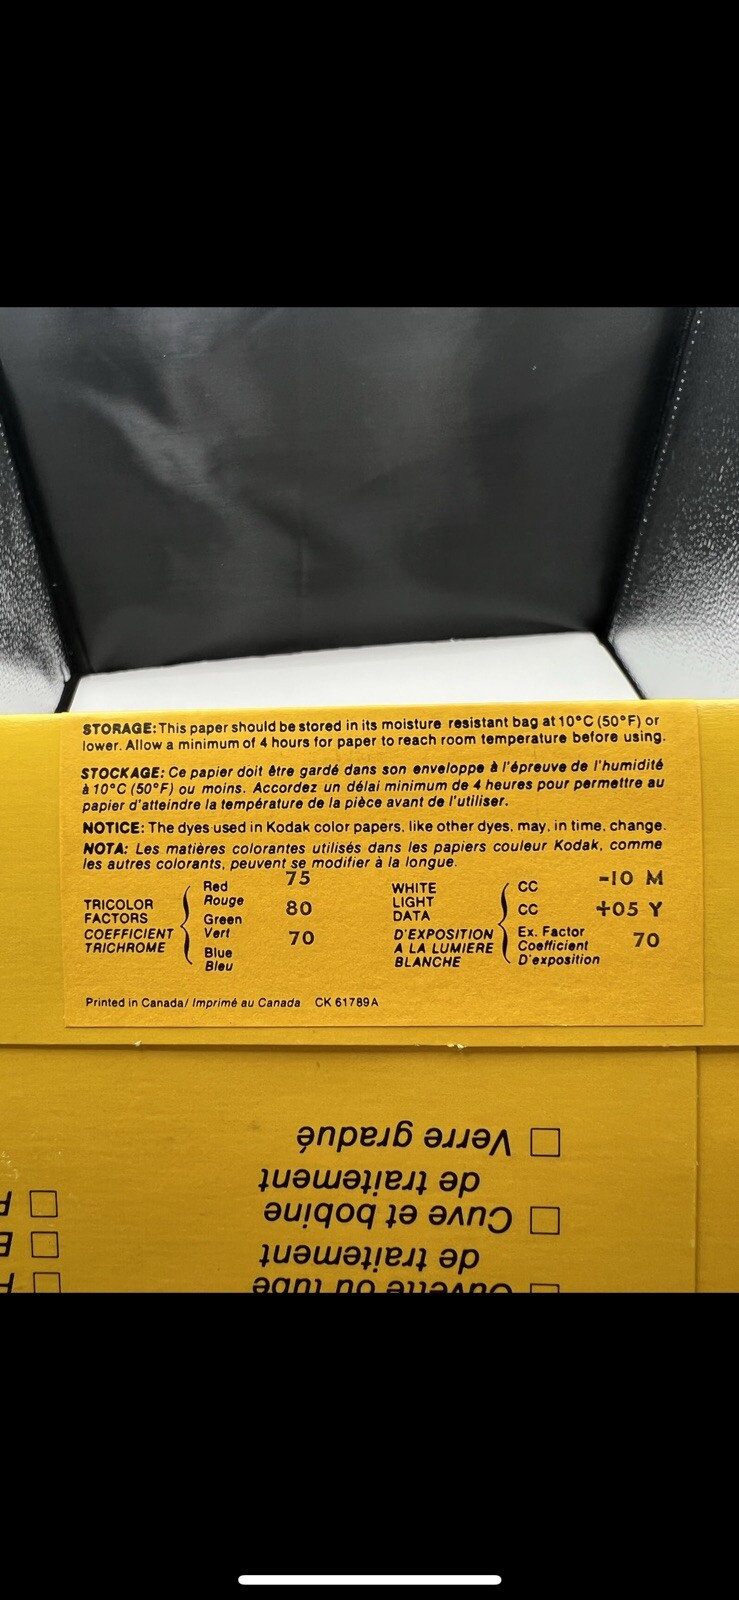 STORAGE: This paper should be stored in its moisture resistant bag at 10°C (50°F) or
lower. Allow a minimum of 4 hours for paper to reach room temperature before using.
STOCKAGE: Ce papier doit être gardé dans son enveloppe à l'épreuve de l'humidité
à 10°C (50°F) ou moins. Accordez un délai minimum de 4 heures pour permettre au
papier d'atteindre la température de la pièce avant de l'utiliser.
NOTICE: The dyes used in Kodak color papers, like other dyes, may, in time, change.
NOTA: Les matières colorantes utilisés dans les papiers couleur Kodak, comme
les autres colorants, peuvent se modifier à la longue.
TRICOLOR
FACTORS
COEFFICIENT
TRICHROME
Red 75
Rouge
Green 80
Vert
Blue 70
Bleu
WHITE
LIGHT
DATA
D'EXPOSITION
A LA LUMIERE
BLANCHE
CC -10 M
CC +05 Y
Ex. Factor 70
Coefficient
D'exposition
Printed in Canada/ Imprimé au Canada CK 61789A
Cuvette ou tube
de traitement
Cuve et bobine
de traitement
Verre gradué